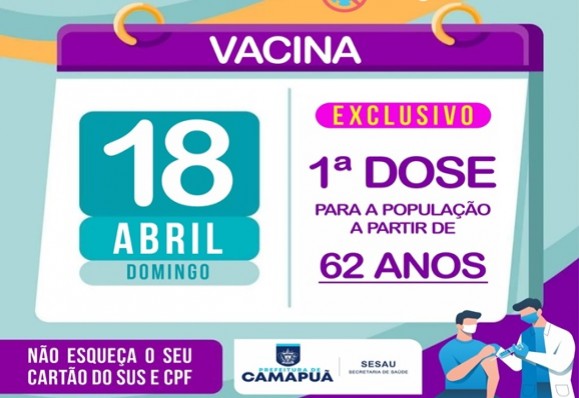 VACINA
18
ABRIL
DOMINGO
EXCLUSIVO
1ª DOSE
PARA A POPULAÇÃO
A PARTIR DE
62 ANOS
NÃO ESQUEÇA O SEU
CARTÃO DO SUS E CPF
PREFEITURA DE
CAMAPUÃ
SESAU
SECRETARIA DE SAÚDE